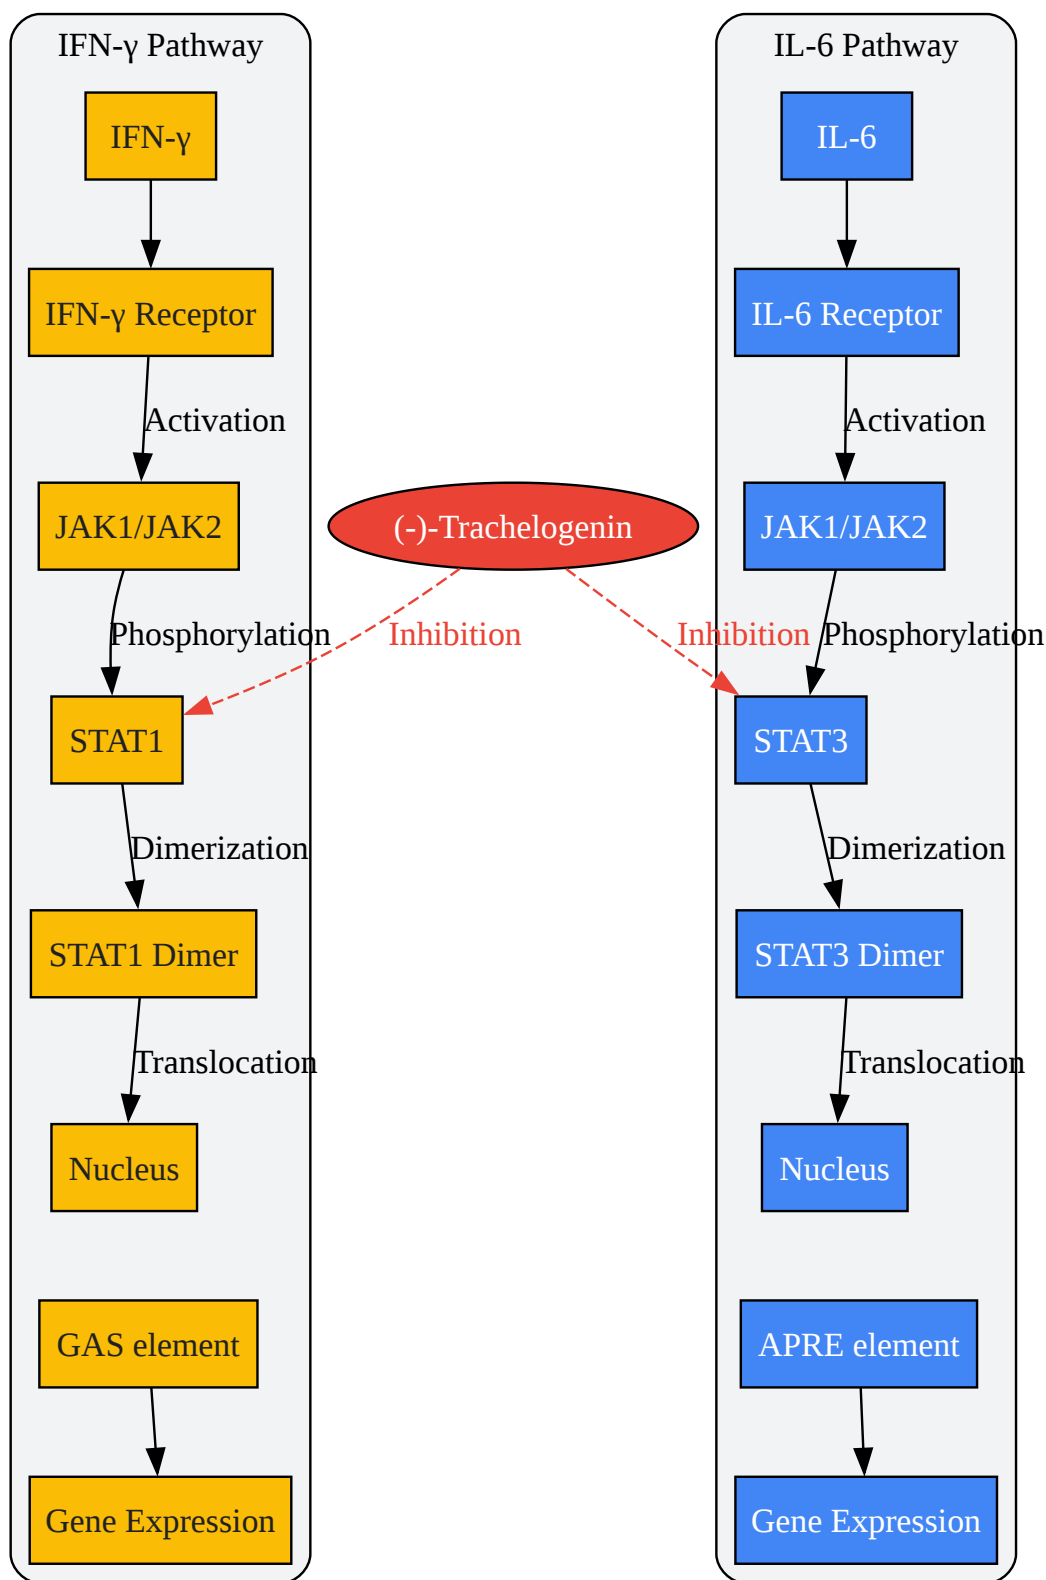 IFN-γ Pathway
IFN-γ
IFN-γ Receptor
Activation
JAK1/JAK2
Phosphorylation
STAT1
Dimerization
STAT1 Dimer
Translocation
Nucleus
GAS element
Gene Expression
(-)-Trachelogenin
Inhibition
Inhibition
IL-6 Pathway
IL-6
IL-6 Receptor
Activation
JAK1/JAK2
Phosphorylation
STAT3
Dimerization
STAT3 Dimer
Translocation
Nucleus
APRE element
Gene Expression